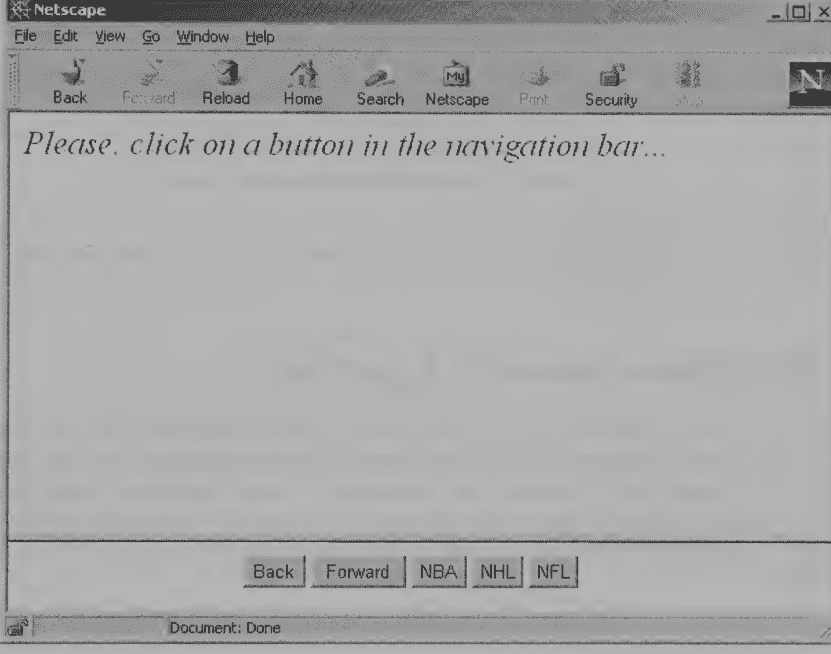 Netscape
File Edit View Go Window Help
Back Forward Reload Home Search Netscape Print Security Stop
My
N
Please, click on a button in the navigation bar...
Back Forward NBA NHL NFL
Document: Done